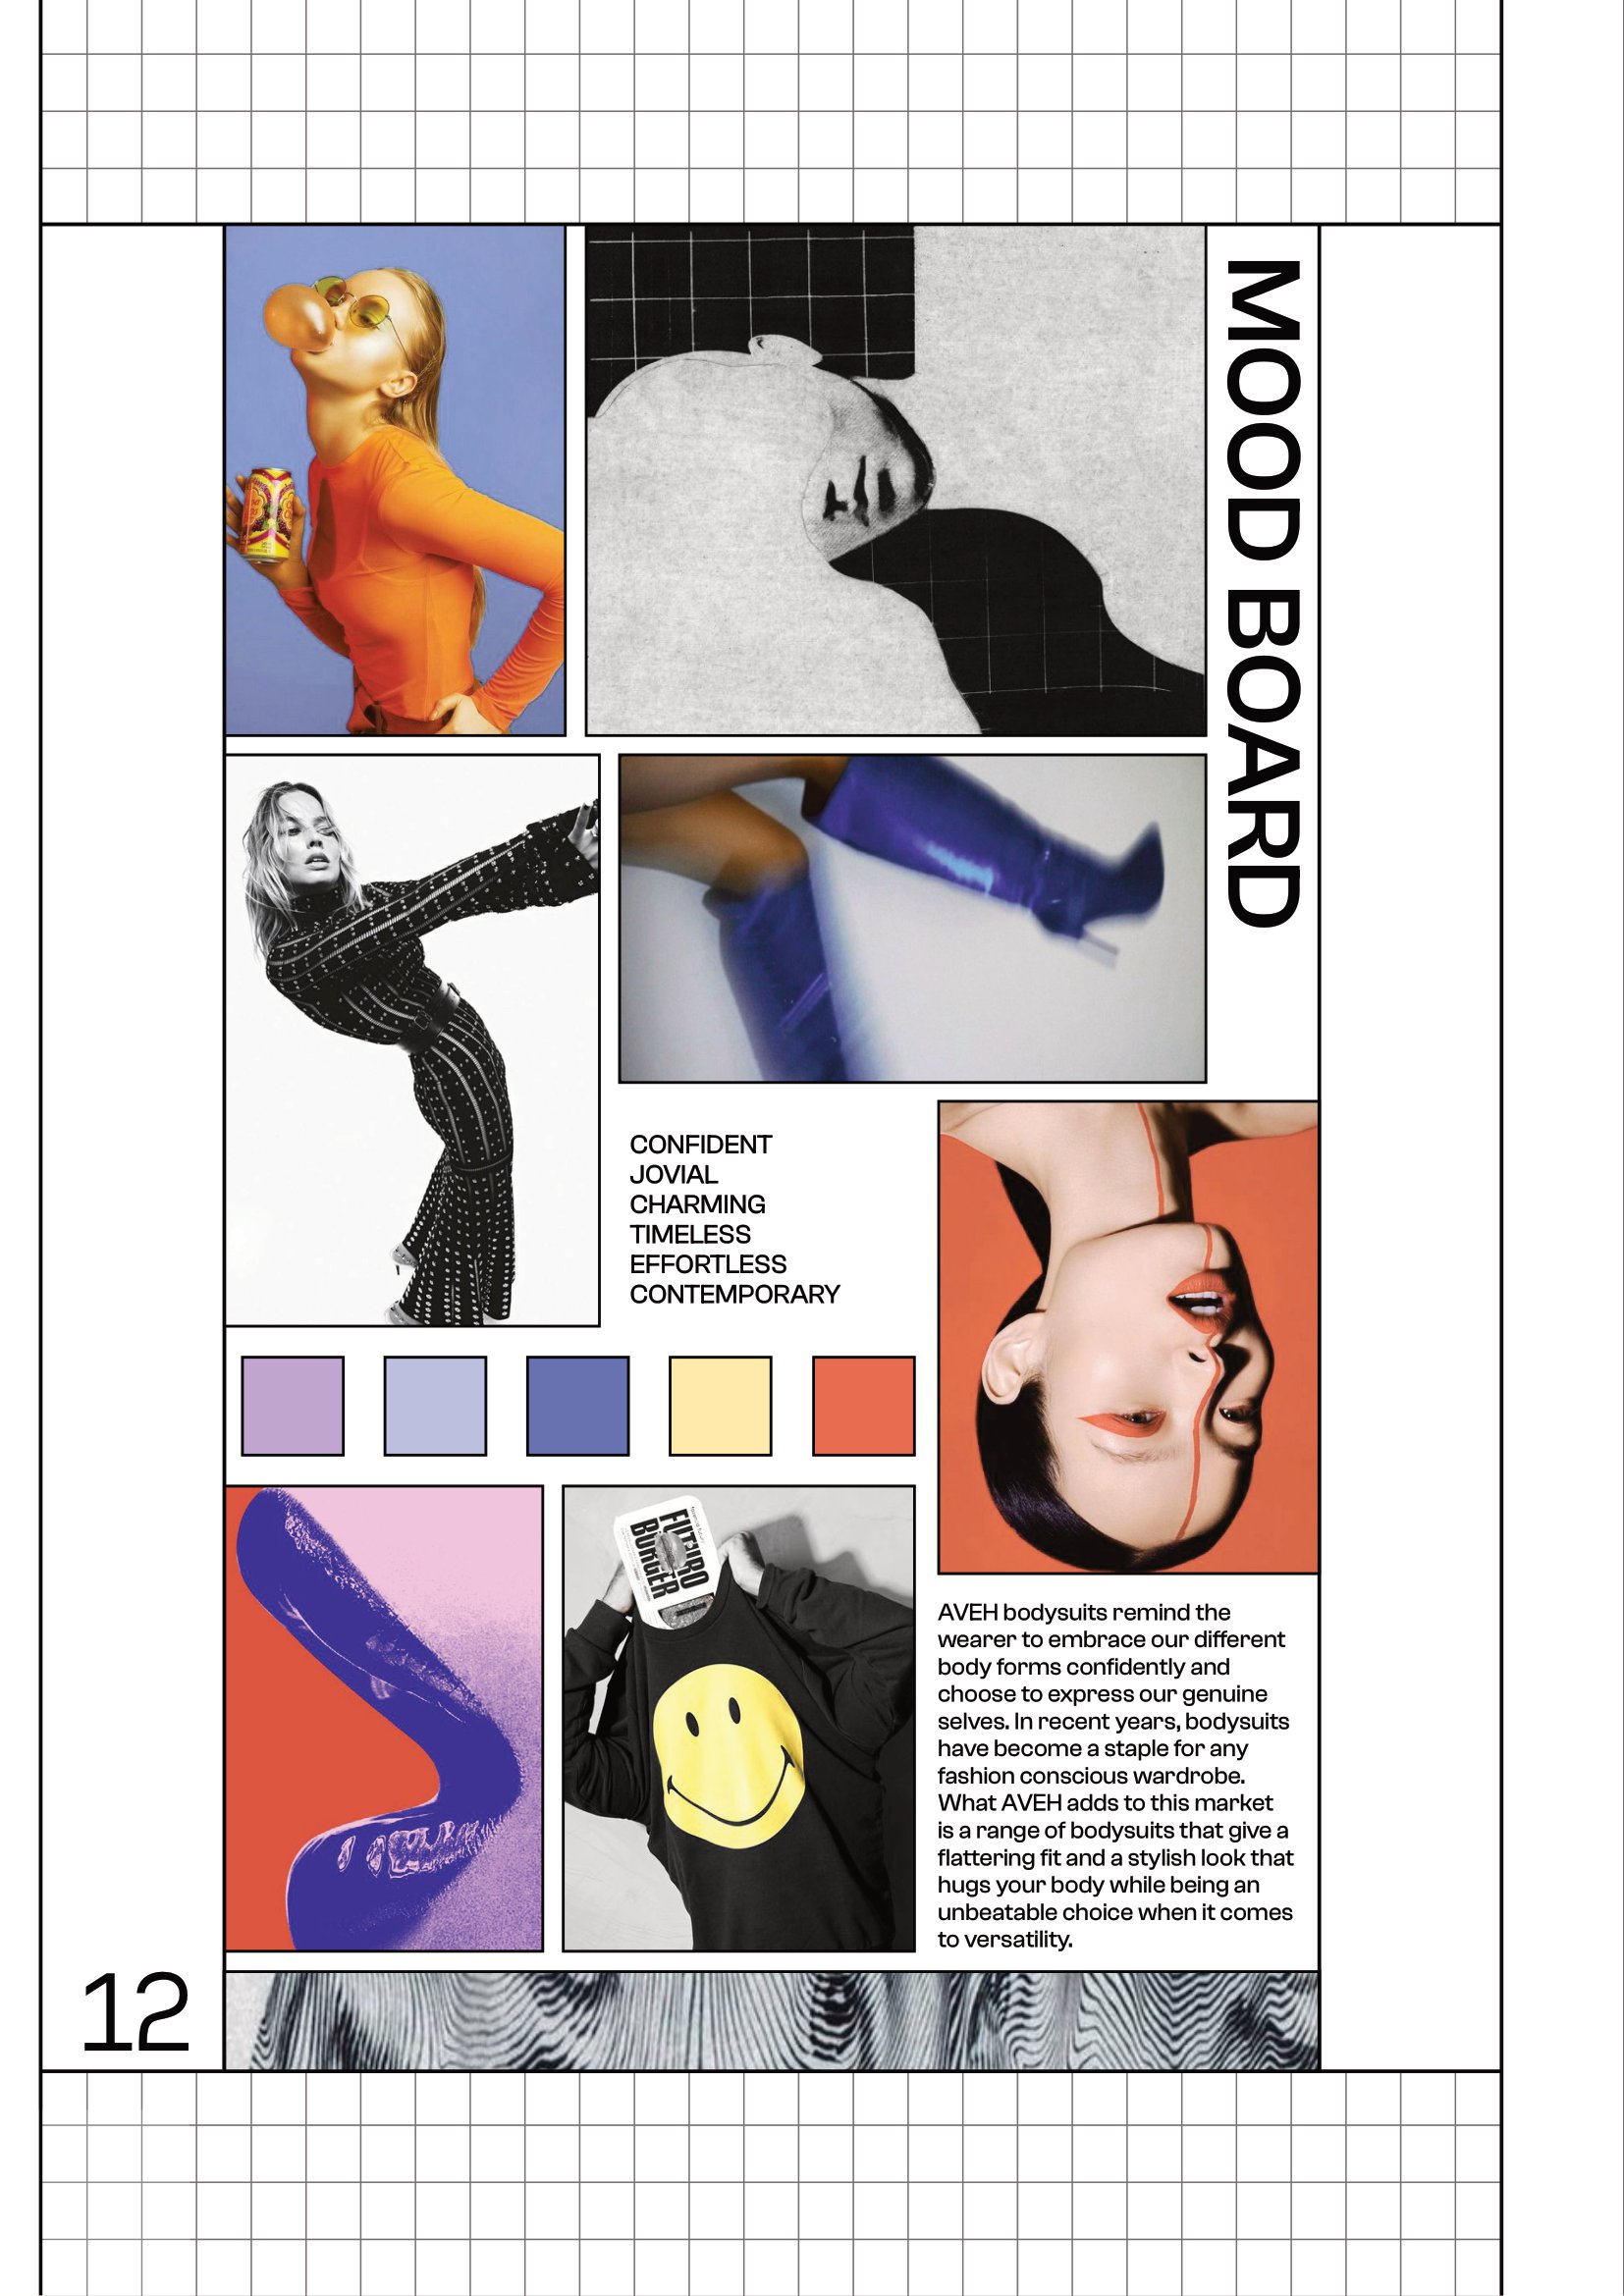 MOOD BOARD
CONFIDENT
JOVIAL
CHARMING
TIMELESS
EFFORTLESS
CONTEMPORARY
FUTURO
BURGER
AVEH bodysuits remind the
wearer to embrace our different
body forms confidently and
choose to express our genuine
selves. In recent years, bodysuits
have become a staple for any
fashion conscious wardrobe.
What AVEH adds to this market
is a range of bodysuits that give a
flattering fit and a stylish look that
hugs your body while being an
unbeatable choice when it comes
to versatility.
12